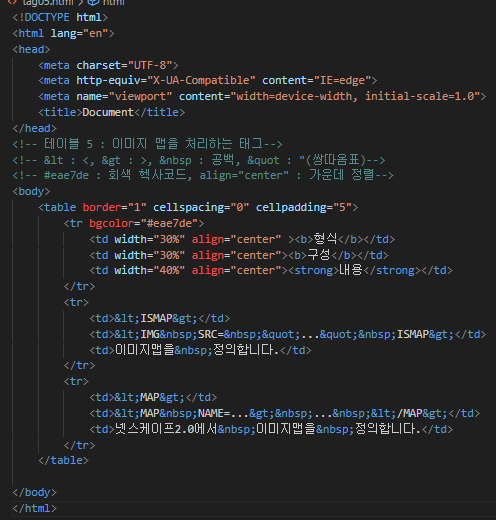 tag05.html > html
<!DOCTYPE html>
<html lang="en">
<head>
    <meta charset="UTF-8">
    <meta http-equiv="X-UA-Compatible" content="IE=edge">
    <meta name="viewport" content="width=device-width, initial-scale=1.0">
    <title>Document</title>
</head>
<!-- 테이블 5 : 이미지 맵을 처리하는 태그-->
<!-- &lt : <, &gt : >, &nbsp : 공백, &quot : "(쌍따옴표)-->
<!-- #eae7de : 회색 헥사코드, align="center" : 가운데 정렬-->
<body>
    <table border="1" cellspacing="0" cellpadding="5">
        <tr bgcolor="#eae7de">
            <td width="30%" align="center" ><b>형식</b></td>
            <td width="30%" align="center"><b>구성</b></td>
            <td width="40%" align="center"><strong>내용</strong></td>
        </tr>
        <tr>
            <td>&lt;ISMAP&gt;</td>
            <td>&lt;IMG&nbsp;SRC=&nbsp;&quot;...&quot;&nbsp;ISMAP&gt;</td>
            <td>이미지맵을&nbsp;정의합니다.</td>
        </tr>
        <tr>
            <td>&lt;MAP&gt;</td>
            <td>&lt;MAP&nbsp;NAME=...&gt;&nbsp;...&nbsp;&lt;/MAP&gt;</td>
            <td>넷스케이프2.0에서&nbsp;이미지맵을&nbsp;정의합니다.</td>
        </tr>
    </table>
</body>
</html>